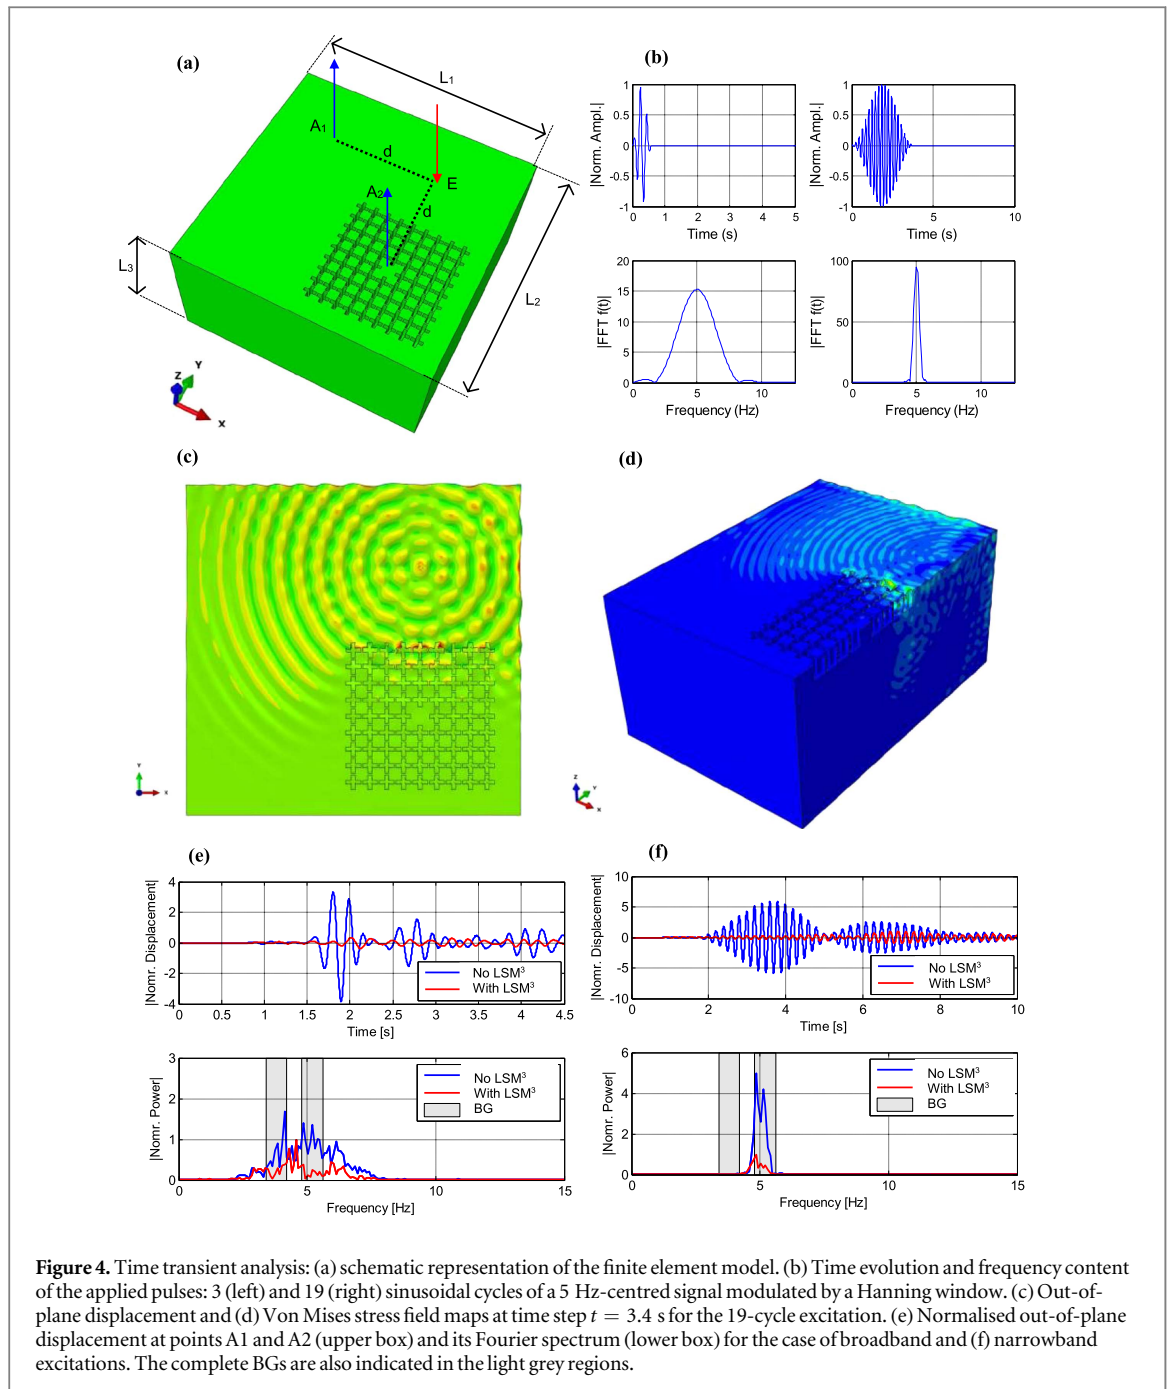 (a)
L1
A1
d
E
A2
d
L3
L2
Z
Y
X
(b)
|Norm. Ampl.|
1
0.5
0
-0.5
-1
0 1 2 3 4 5
Time (s)
|Norm. Ampl.|
1
0.5
0
-0.5
-1
0 5 10
Time (s)
|FFT f(t)|
20
15
10
5
0
0 5 10
Frequency (Hz)
|FFT f(t)|
100
50
0
0 5 10
Frequency (Hz)
(c)
Y
X
(d)
Z
Y
X
(e)
|Nomr. Displacement|
4
2
0
-2
-4
0 0.5 1 1.5 2 2.5 3 3.5 4 4.5
Time [s]
No LSM³
With LSM³
|Nomr. Power|
3
2
1
0
0 5 10 15
Frequency [Hz]
No LSM³
With LSM³
BG
(f)
|Nomr. Displacement|
10
5
0
-5
-10
0 2 4 6 8 10
Time [s]
No LSM³
With LSM³
|Nomr. Power|
6
4
2
0
0 5 10 15
Frequency [Hz]
No LSM³
With LSM³
BG
Figure 4. Time transient analysis: (a) schematic representation of the finite element model. (b) Time evolution and frequency content
of the applied pulses: 3 (left) and 19 (right) sinusoidal cycles of a 5 Hz-centred signal modulated by a Hanning window. (c) Out-of-
plane displacement and (d) Von Mises stress field maps at time step t = 3.4 s for the 19-cycle excitation. (e) Normalised out-of-plane
displacement at points A1 and A2 (upper box) and its Fourier spectrum (lower box) for the case of broadband and (f) narrowband
excitations. The complete BGs are also indicated in the light grey regions.